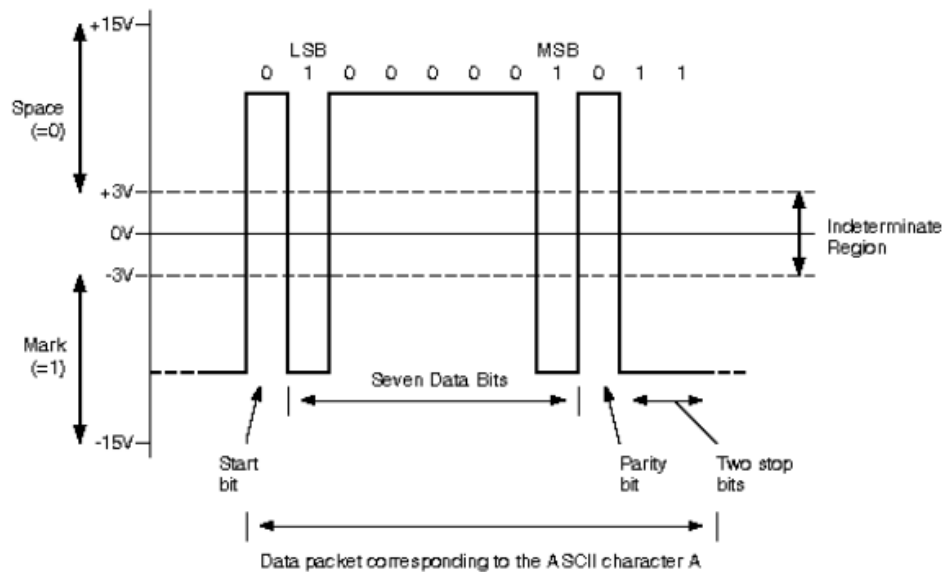 +15V
LSB MSB
0 1 0 0 0 0 0 1 0 1 1
Space
(=0)
+3V
0V
Indeterminate
Region
-3V
Mark
(=1)
Seven Data Bits
-15V
Start
bit
Parity
bit
Two stop
bits
Data packet corresponding to the ASCII character A